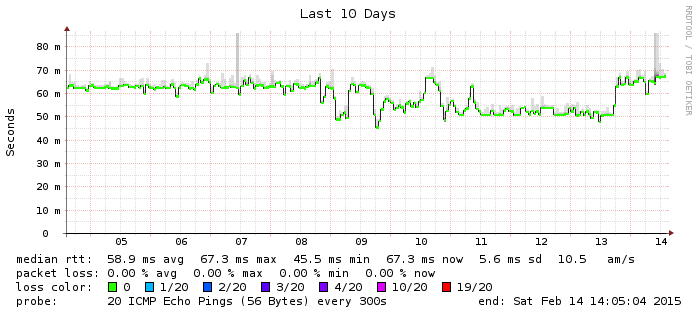 Last 10 Days
RRDTOOL / TOBI OETIKER
Seconds
80 m
70 m
60 m
50 m
40 m
30 m
20 m
10 m
0
05 06 07 08 09 10 11 12 13 14
median rtt: 58.9 ms avg 67.3 ms max 45.5 ms min 67.3 ms now 5.6 ms sd 10.5 am/s
packet loss: 0.00 % avg 0.00 % max 0.00 % min 0.00 % now
loss color: 0 1/20 2/20 3/20 4/20 10/20 19/20
probe: 20 ICMP Echo Pings (56 Bytes) every 300s end: Sat Feb 14 14:05:04 2015